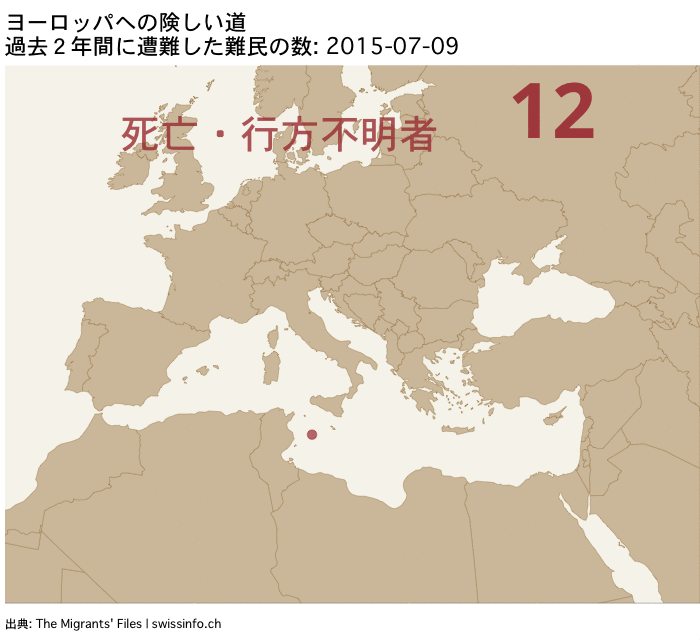 ヨーロッパへの険しい道
過去２年間に遭難した難民の数: 2015-07-09
死亡・行方不明者 12
出典: The Migrants' Files | swissinfo.ch